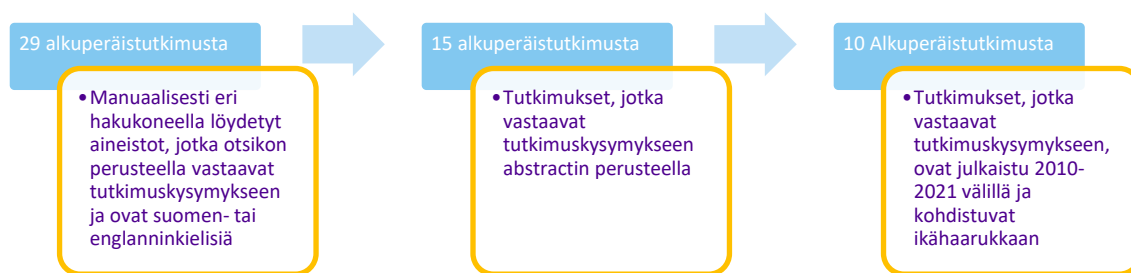 29 alkuperäistutkimusta
•Manuaalisesti eri
hakukoneella löydetyt
aineistot, jotka otsikon
perusteella vastaavat
tutkimuskysymykseen
ja ovat suomen- tai
englanninkielisiä
15 alkuperäistutkimusta
•Tutkimukset, jotka
vastaavat
tutkimuskysymykseen
abstractin perusteella
10 Alkuperäistutkimusta
•Tutkimukset, jotka
vastaavat
tutkimuskysymykseen,
ovat julkaistu 2010-
2021 välillä ja
kohdistuvat
ikähaarukkaan